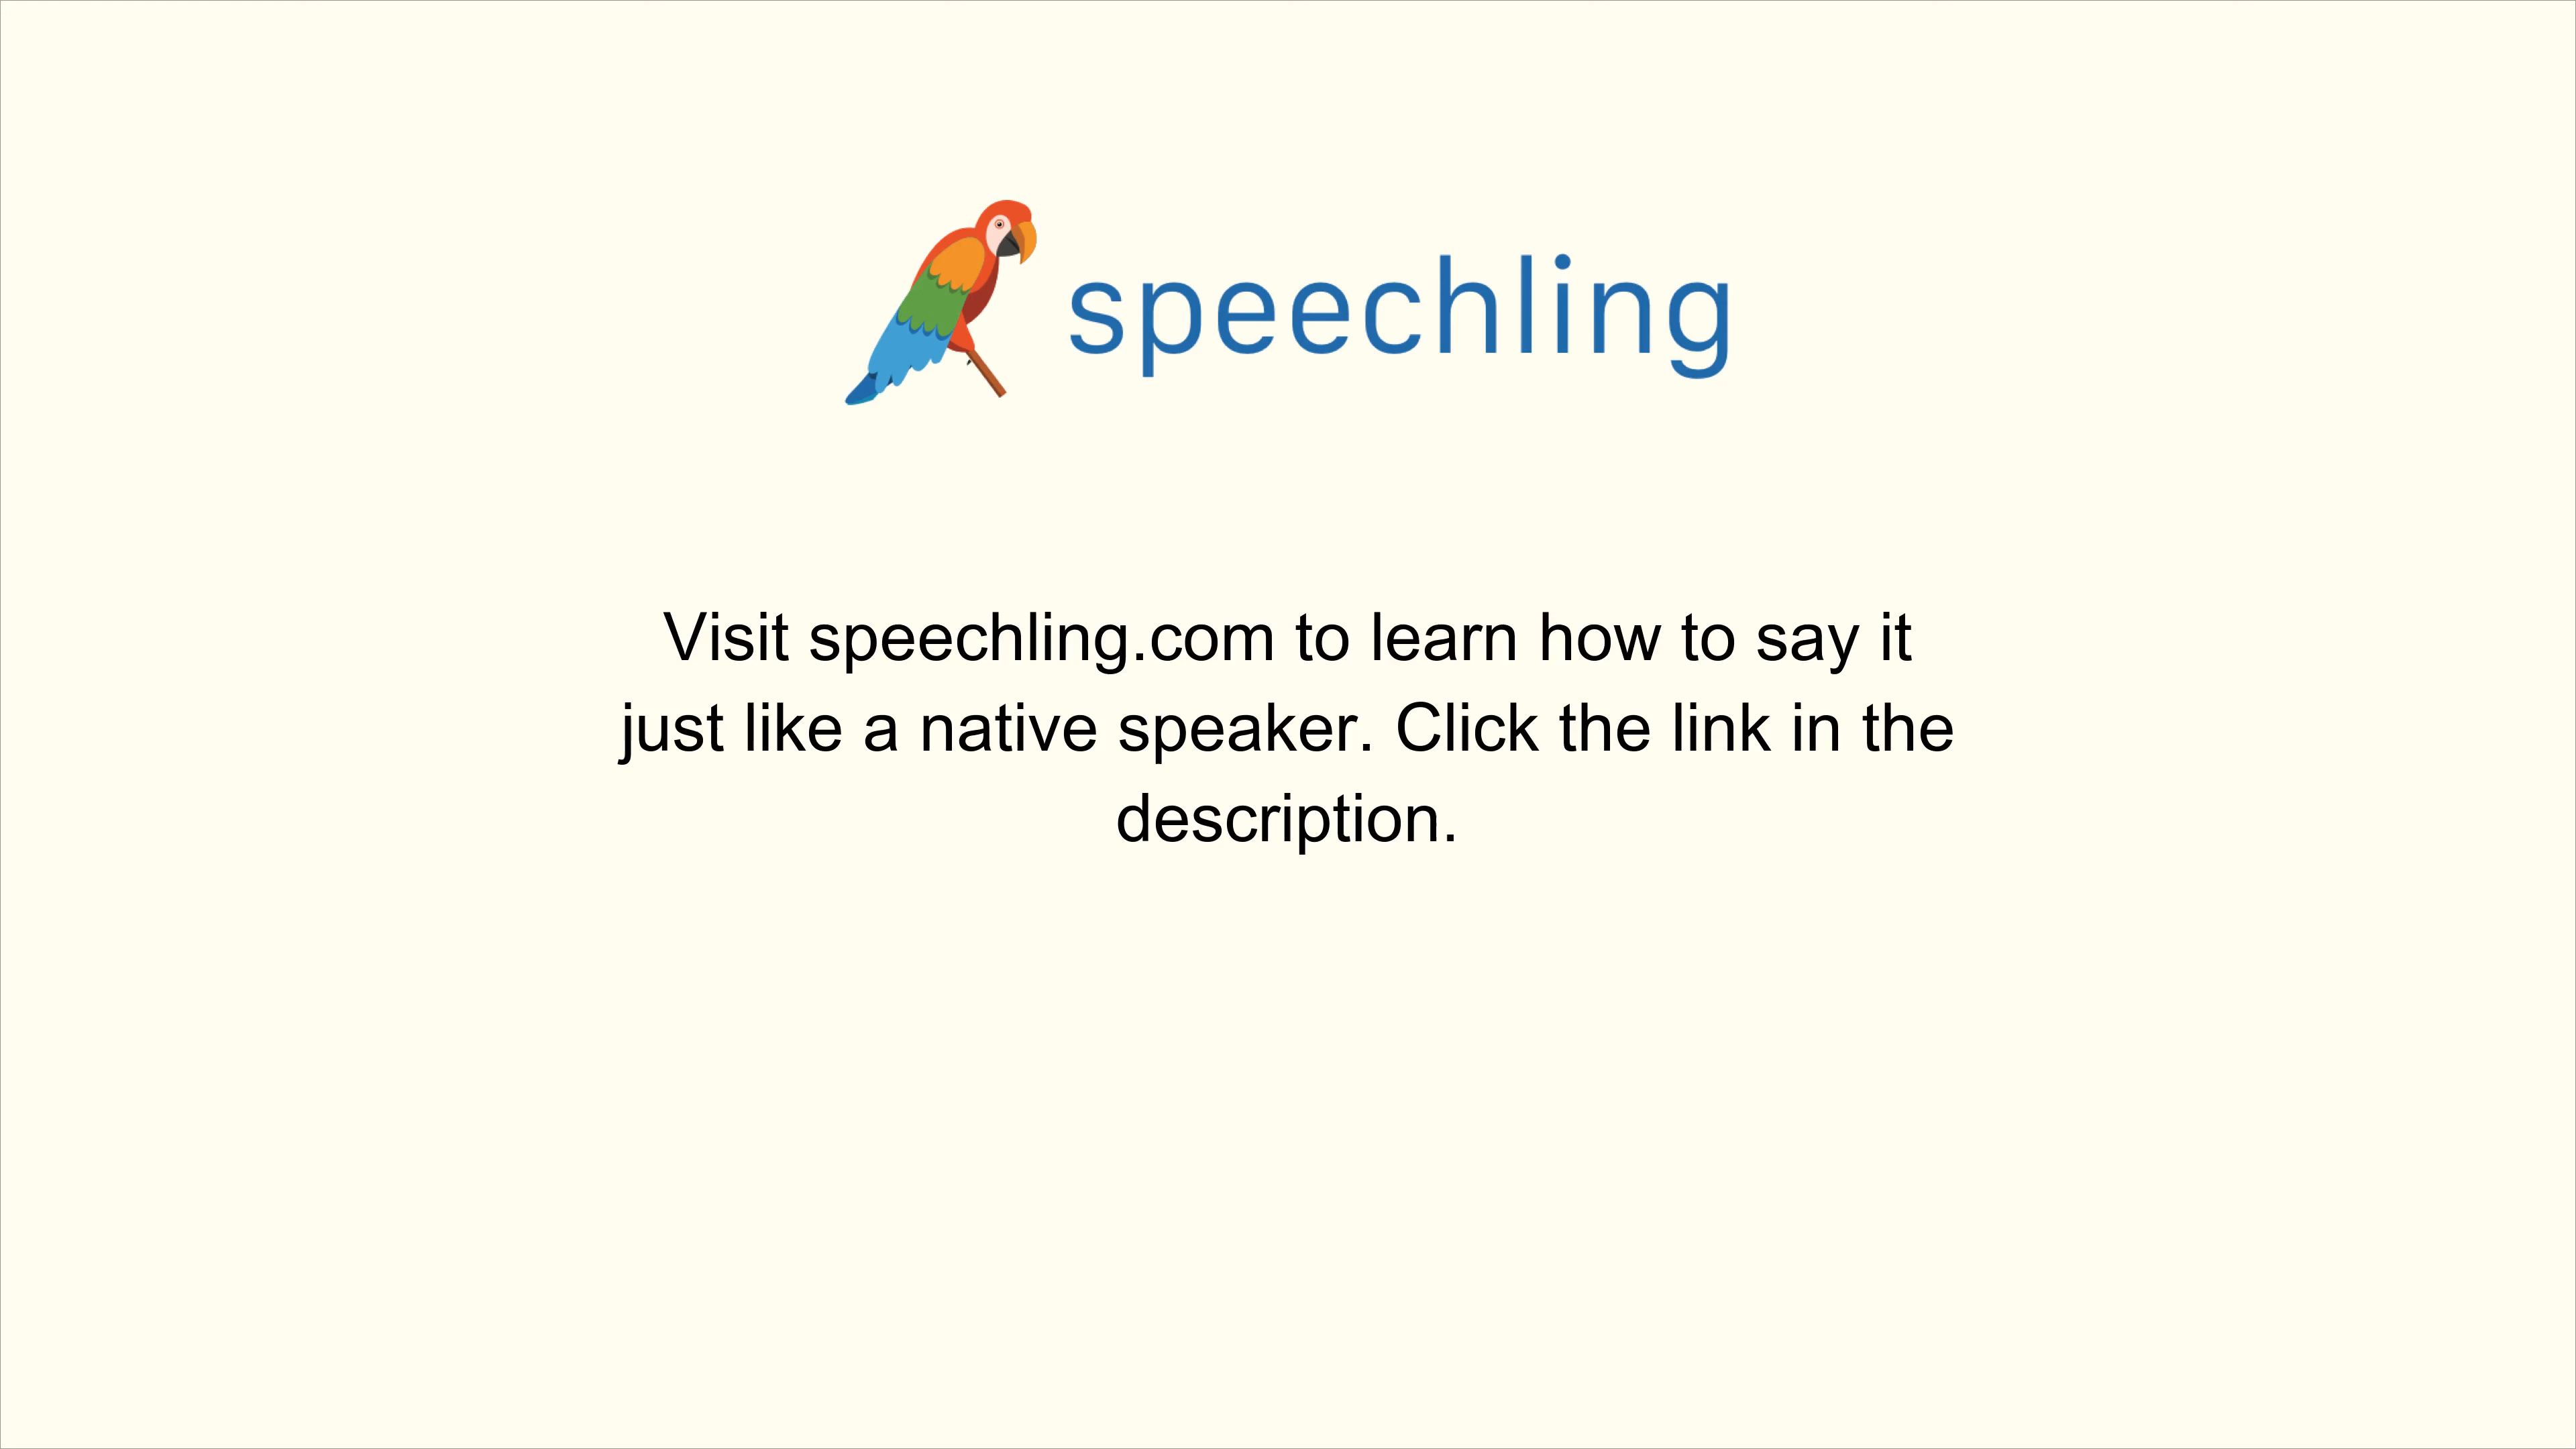 speechling
Visit speechling.com to learn how to say it
just like a native speaker. Click the link in the
description.